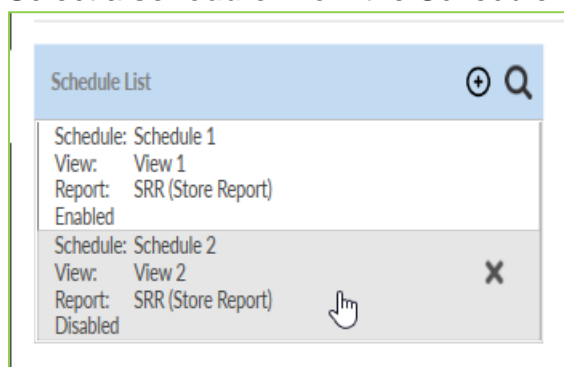 Schedule List
Schedule: Schedule 1
View: View 1
Report: SRR (Store Report)
Enabled
Schedule: Schedule 2
View: View 2
Report: SRR (Store Report)
Disabled